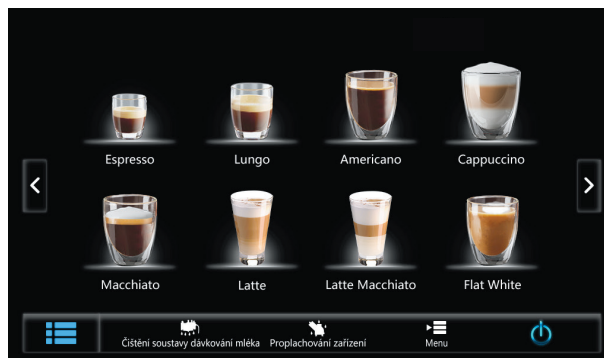 Espresso
Lungo
Americano
Cappuccino
Macchiato
Latte
Latte Macchiato
Flat White
Čištění soustavy dávkování mléka
Proplachování zařízení
Menu